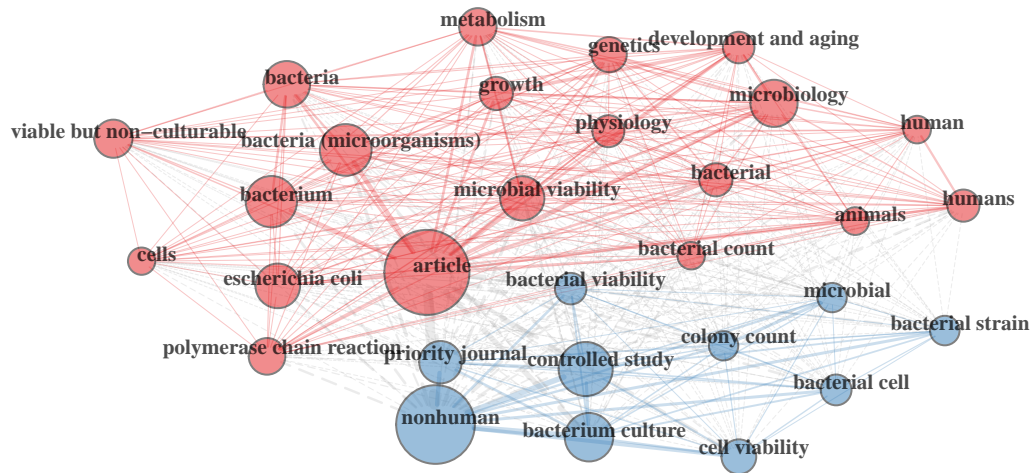 metabolism
genetics
development and aging
bacteria
growth
microbiology
viable but non−culturable
bacteria (microorganisms)
physiology
human
bacterium
microbial viability
bacterial
humans
animals
cells
escherichia coli
article
bacterial count
bacterial viability
microbial
bacterial strain
polymerase chain reaction
priority journal
controlled study
colony count
bacterial cell
nonhuman
bacterium culture
cell viability